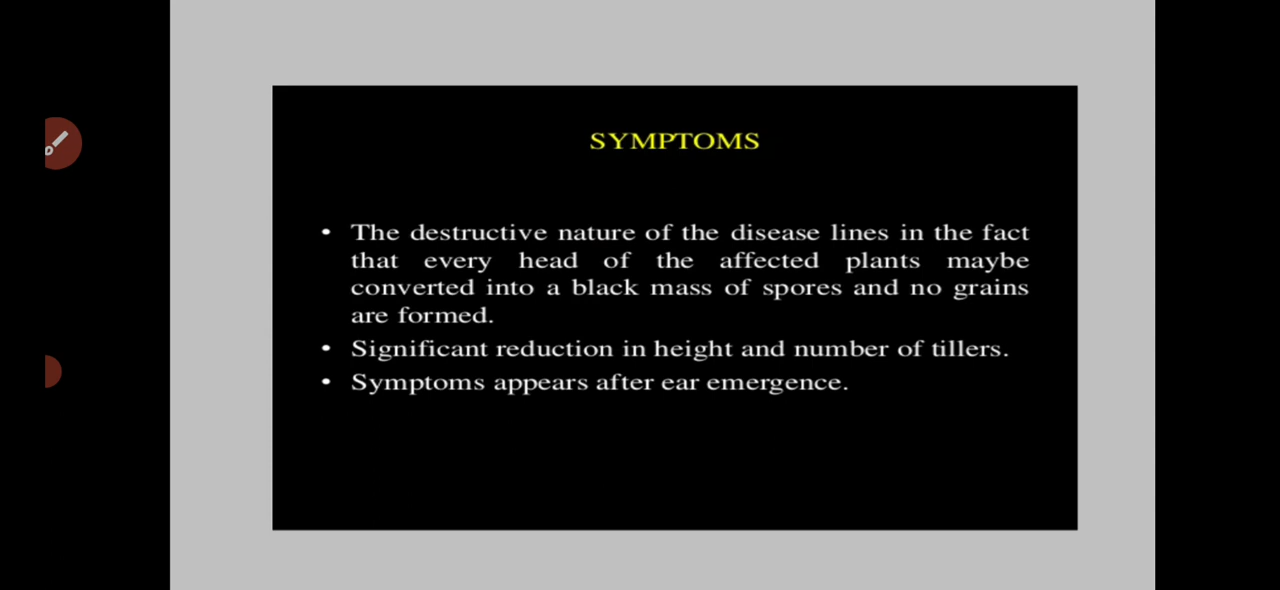 SYMPTOMS
• The destructive nature of the disease lines in the fact
that every head of the affected plants maybe
converted into a black mass of spores and no grains
are formed.
• Significant reduction in height and number of tillers.
• Symptoms appears after ear emergence.